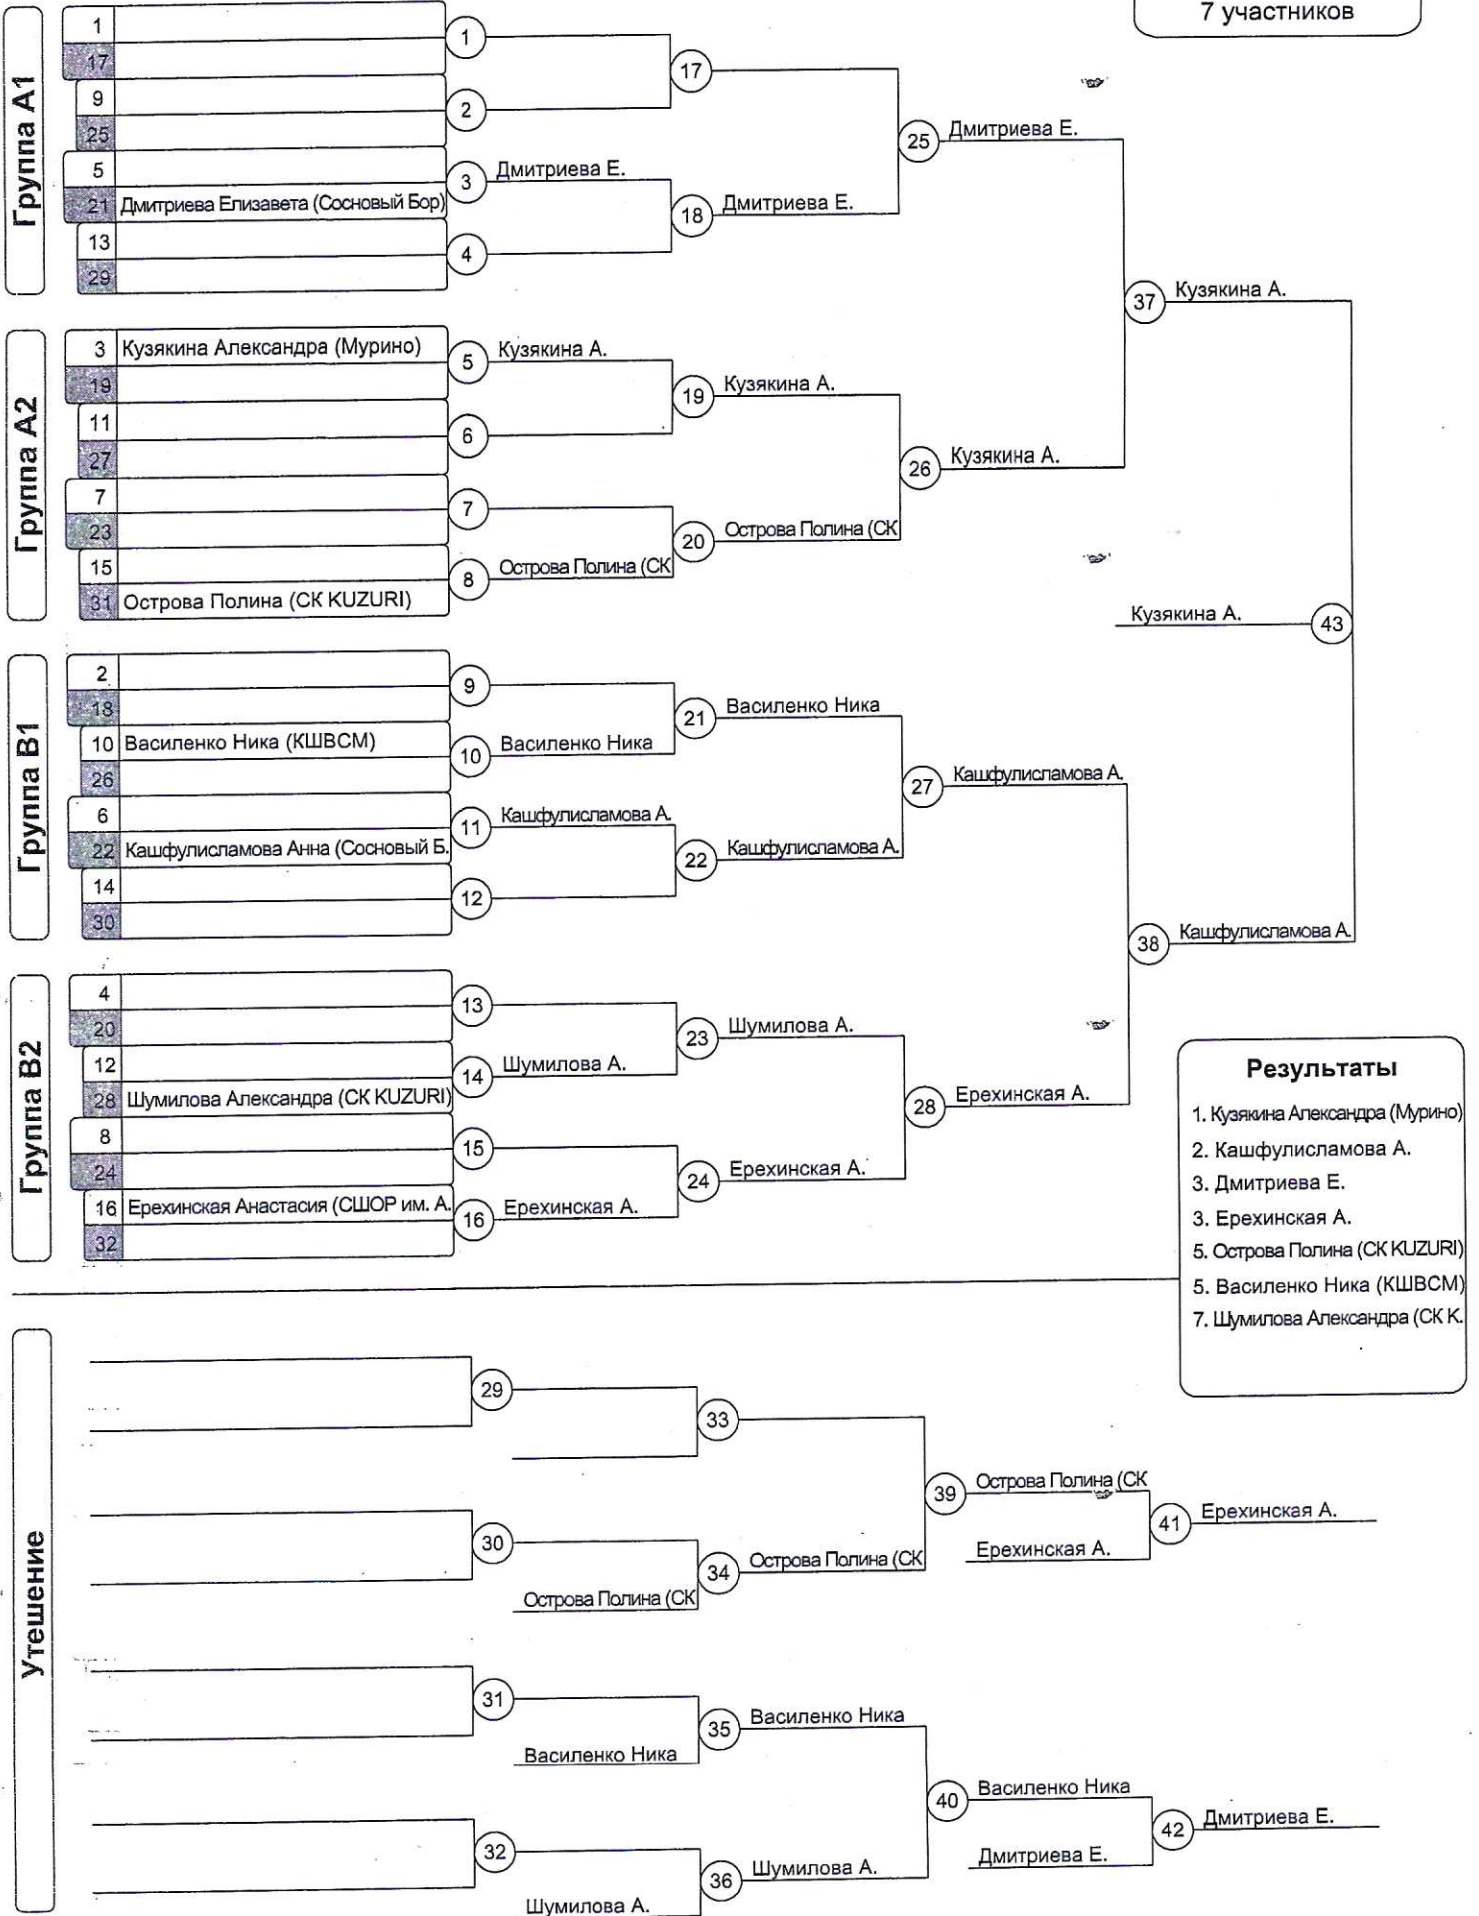 7 участников
Группа A1
1
17
9
25
5
21 Дмитриева Елизавета (Сосновый Бор)
13
29
1
2
3 Дмитриева Е.
4
17
18 Дмитриева Е.
25 Дмитриева Е.
37 Кузякина А.
Группа A2
3 Кузякина Александра (Мурино)
19
11
27
7
23
15
31 Острова Полина (СК KUZURI)
5 Кузякина А.
6
7
8 Острова Полина (СК
19 Кузякина А.
20 Острова Полина (СК
26 Кузякина А.
Кузякина А. 43
Группа B1
2
18
10 Василенко Ника (КШВСМ)
26
6
22 Кашфулисламова Анна (Сосновый Б.
14
30
9
10 Василенко Ника
11 Кашфулисламова А.
12
21 Василенко Ника
22 Кашфулисламова А.
27 Кашфулисламова А.
38 Кашфулисламова А.
Группа B2
4
20
12
28 Шумилова Александра (СК KUZURI)
8
24
16 Ерехинская Анастасия (СШОР им. А.
32
13
14 Шумилова А.
15
16 Ерехинская А.
23 Шумилова А.
24 Ерехинская А.
28 Ерехинская А.
Результаты
1. Кузякина Александра (Мурино)
2. Кашфулисламова А.
3. Дмитриева Е.
3. Ерехинская А.
5. Острова Полина (СК KUZURI)
5. Василенко Ника (КШВСМ)
7. Шумилова Александра (СК К.
Утешение
29
33
30
Острова Полина (СК
34 Острова Полина (СК
39 Острова Полина (СК
Ерехинская А.
41 Ерехинская А.
31
Василенко Ника
35 Василенко Ника
32
Шумилова А.
36 Шумилова А.
40 Василенко Ника
Дмитриева Е.
42 Дмитриева Е.